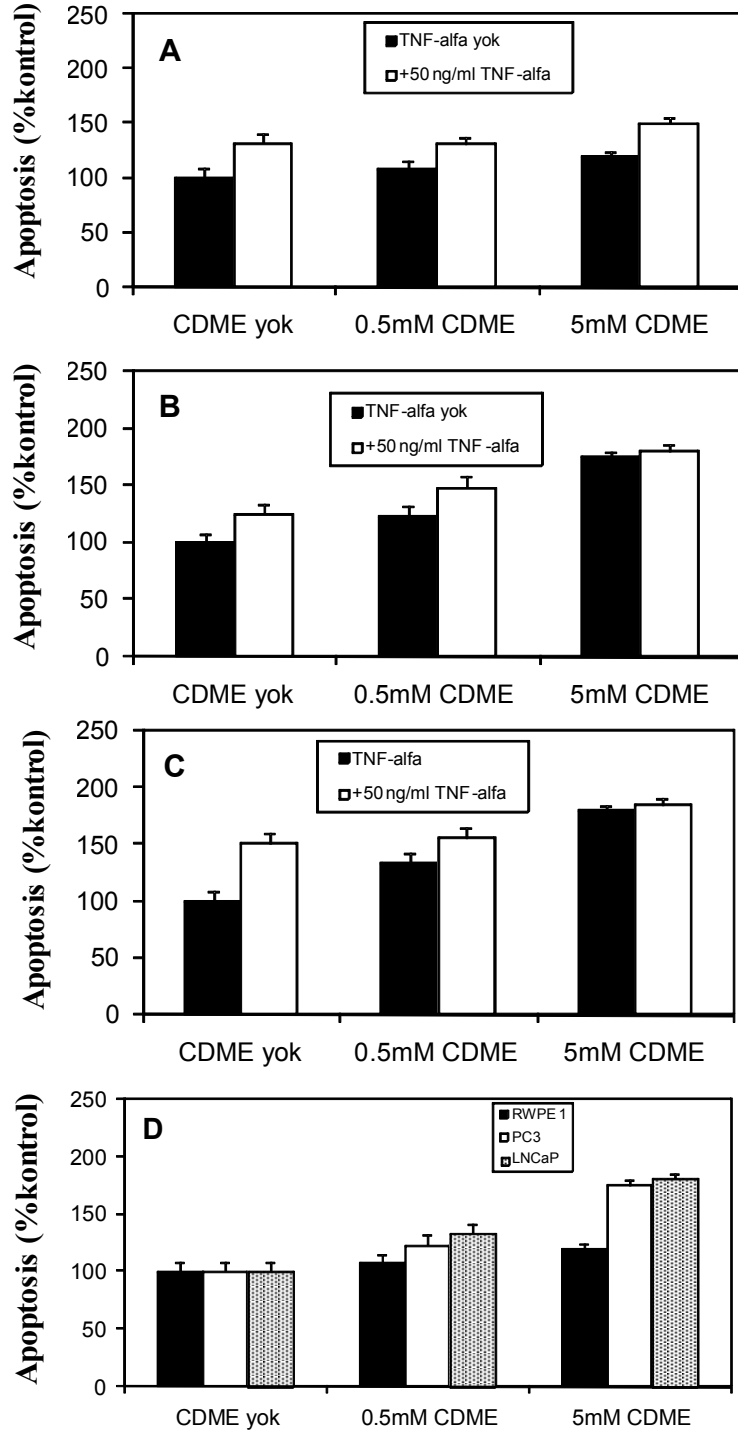 A
TNF-alfa yok
+50 ng/ml TNF-alfa
Apoptosis (%kontrol)
250
200
150
100
50
0
CDME yok 0.5mM CDME 5mM CDME
B
TNF-alfa yok
+50 ng/ml TNF-alfa
Apoptosis (%kontrol)
250
200
150
100
50
0
CDME yok 0.5mM CDME 5mM CDME
C
TNF-alfa
+50 ng/ml TNF-alfa
Apoptosis (%kontrol)
250
200
150
100
50
0
CDME yok 0.5mM CDME 5mM CDME
D
RWPE 1
PC3
LNCaP
Apoptosis (%kontrol)
250
200
150
100
50
0
CDME yok 0.5mM CDME 5mM CDME